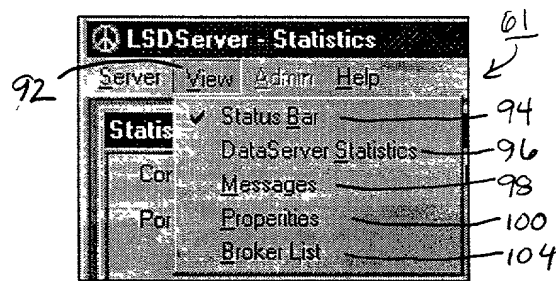 LSDServer - Statistics
61
Server View Admin Help
92
Status Bar
94
Statis
DataServer Statistics
96
Cor
Messages
98
Por
Properities
100
Broker List
104